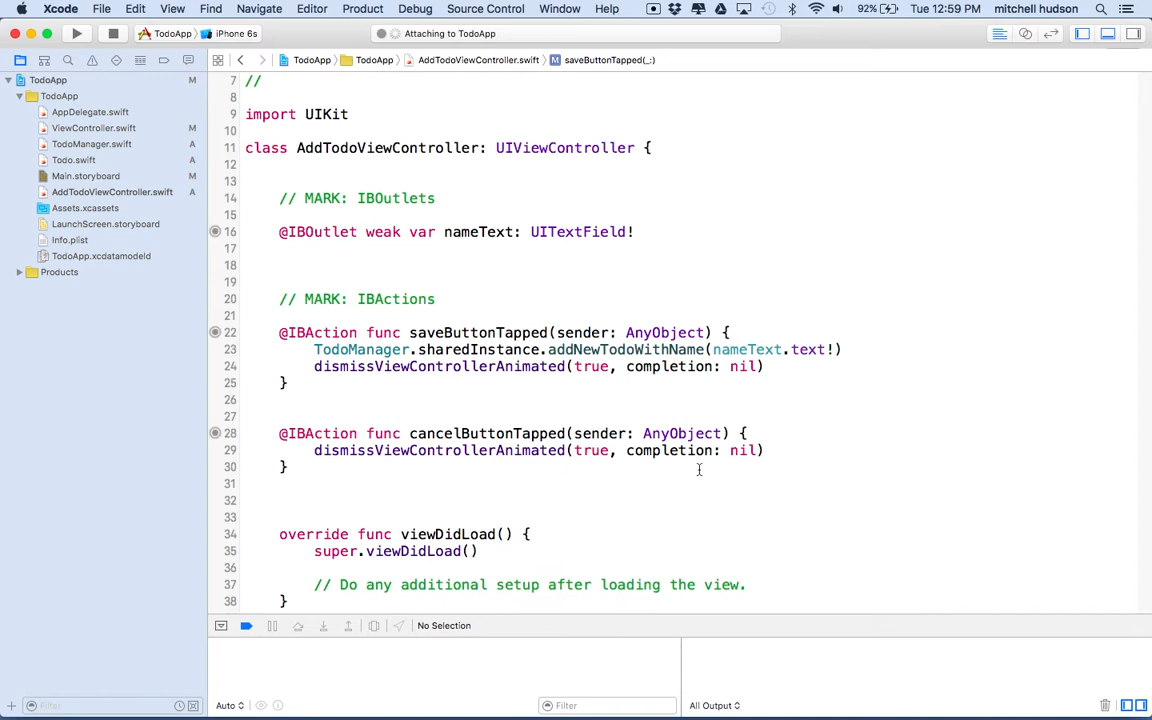 Xcode File Edit View Find Navigate Editor Product Debug Source Control Window Help 92% Tue 12:59 PM mitchell hudson
TodoApp iPhone 6s Attaching to TodoApp
TodoApp TodoApp AddTodoViewController.swift M saveButtonTapped(_:)
TodoApp
TodoApp
AppDelegate.swift
ViewController.swift M
TodoManager.swift A
Todo.swift A
Main.storyboard M
AddTodoViewController.swift A
Assets.xcassets
LaunchScreen.storyboard
Info.plist
TodoApp.xcdatamodeld
Products
7 //
8
9 import UIKit
10
11 class AddTodoViewController: UIViewController {
12
13
14 // MARK: IBOutlets
15
16 @IBOutlet weak var nameText: UITextField!
17
18
19
20 // MARK: IBActions
21
22 @IBAction func saveButtonTapped(sender: AnyObject) {
23 TodoManager.sharedInstance.addNewTodoWithName(nameText.text!)
24 dismissViewControllerAnimated(true, completion: nil)
25 }
26
27
28 @IBAction func cancelButtonTapped(sender: AnyObject) {
29 dismissViewControllerAnimated(true, completion: nil)
30 }
31
32
33
34 override func viewDidLoad() {
35 super.viewDidLoad()
36
37 // Do any additional setup after loading the view.
38 }
No Selection
Filter Auto Filter All Output